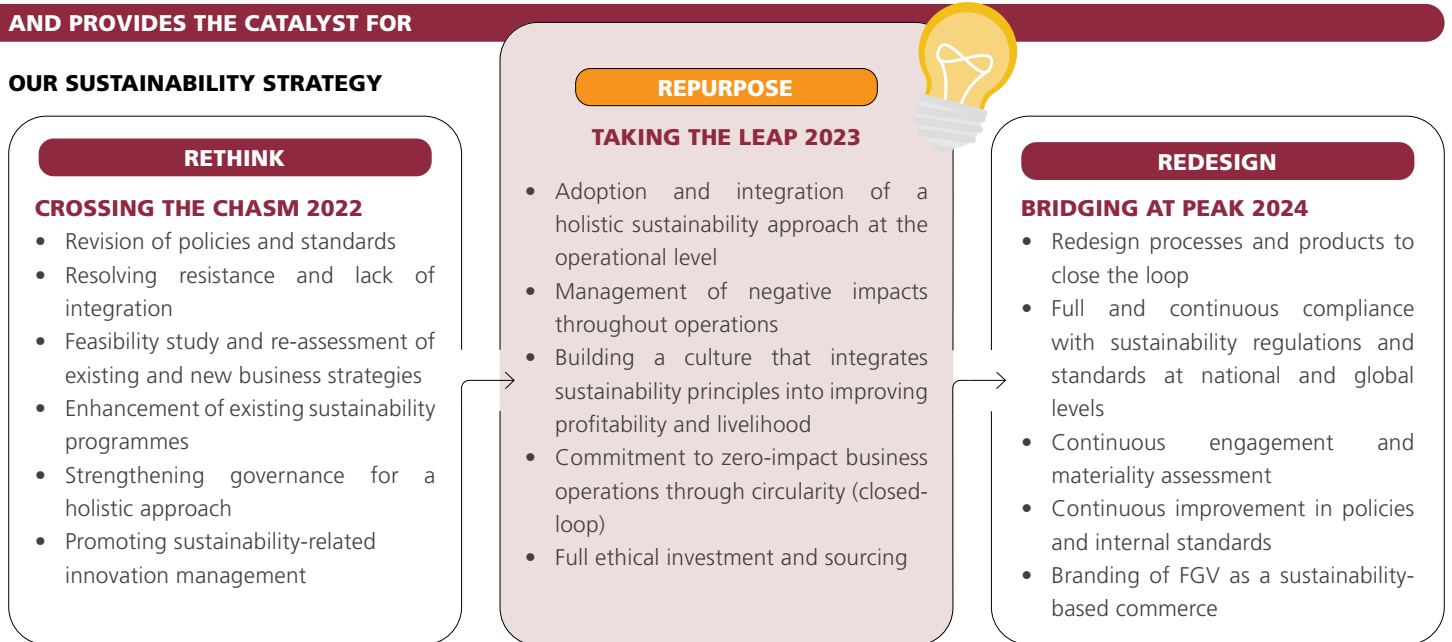 AND PROVIDES THE CATALYST FOR
OUR SUSTAINABILITY STRATEGY
RETHINK
CROSSING THE CHASM 2022
• Revision of policies and standards
• Resolving resistance and lack of
integration
• Feasibility study and re-assessment of
existing and new business strategies
• Enhancement of existing sustainability
programmes
• Strengthening governance for a
holistic approach
• Promoting sustainability-related
innovation management
REPURPOSE
TAKING THE LEAP 2023
• Adoption and integration of a
holistic sustainability approach at the
operational level
• Management of negative impacts
throughout operations
• Building a culture that integrates
sustainability principles into improving
profitability and livelihood
• Commitment to zero-impact business
operations through circularity (closed-
loop)
• Full ethical investment and sourcing
REDESIGN
BRIDGING AT PEAK 2024
• Redesign processes and products to
close the loop
• Full and continuous compliance
with sustainability regulations and
standards at national and global
levels
• Continuous engagement and
materiality assessment
• Continuous improvement in policies
and internal standards
• Branding of FGV as a sustainability-
based commerce